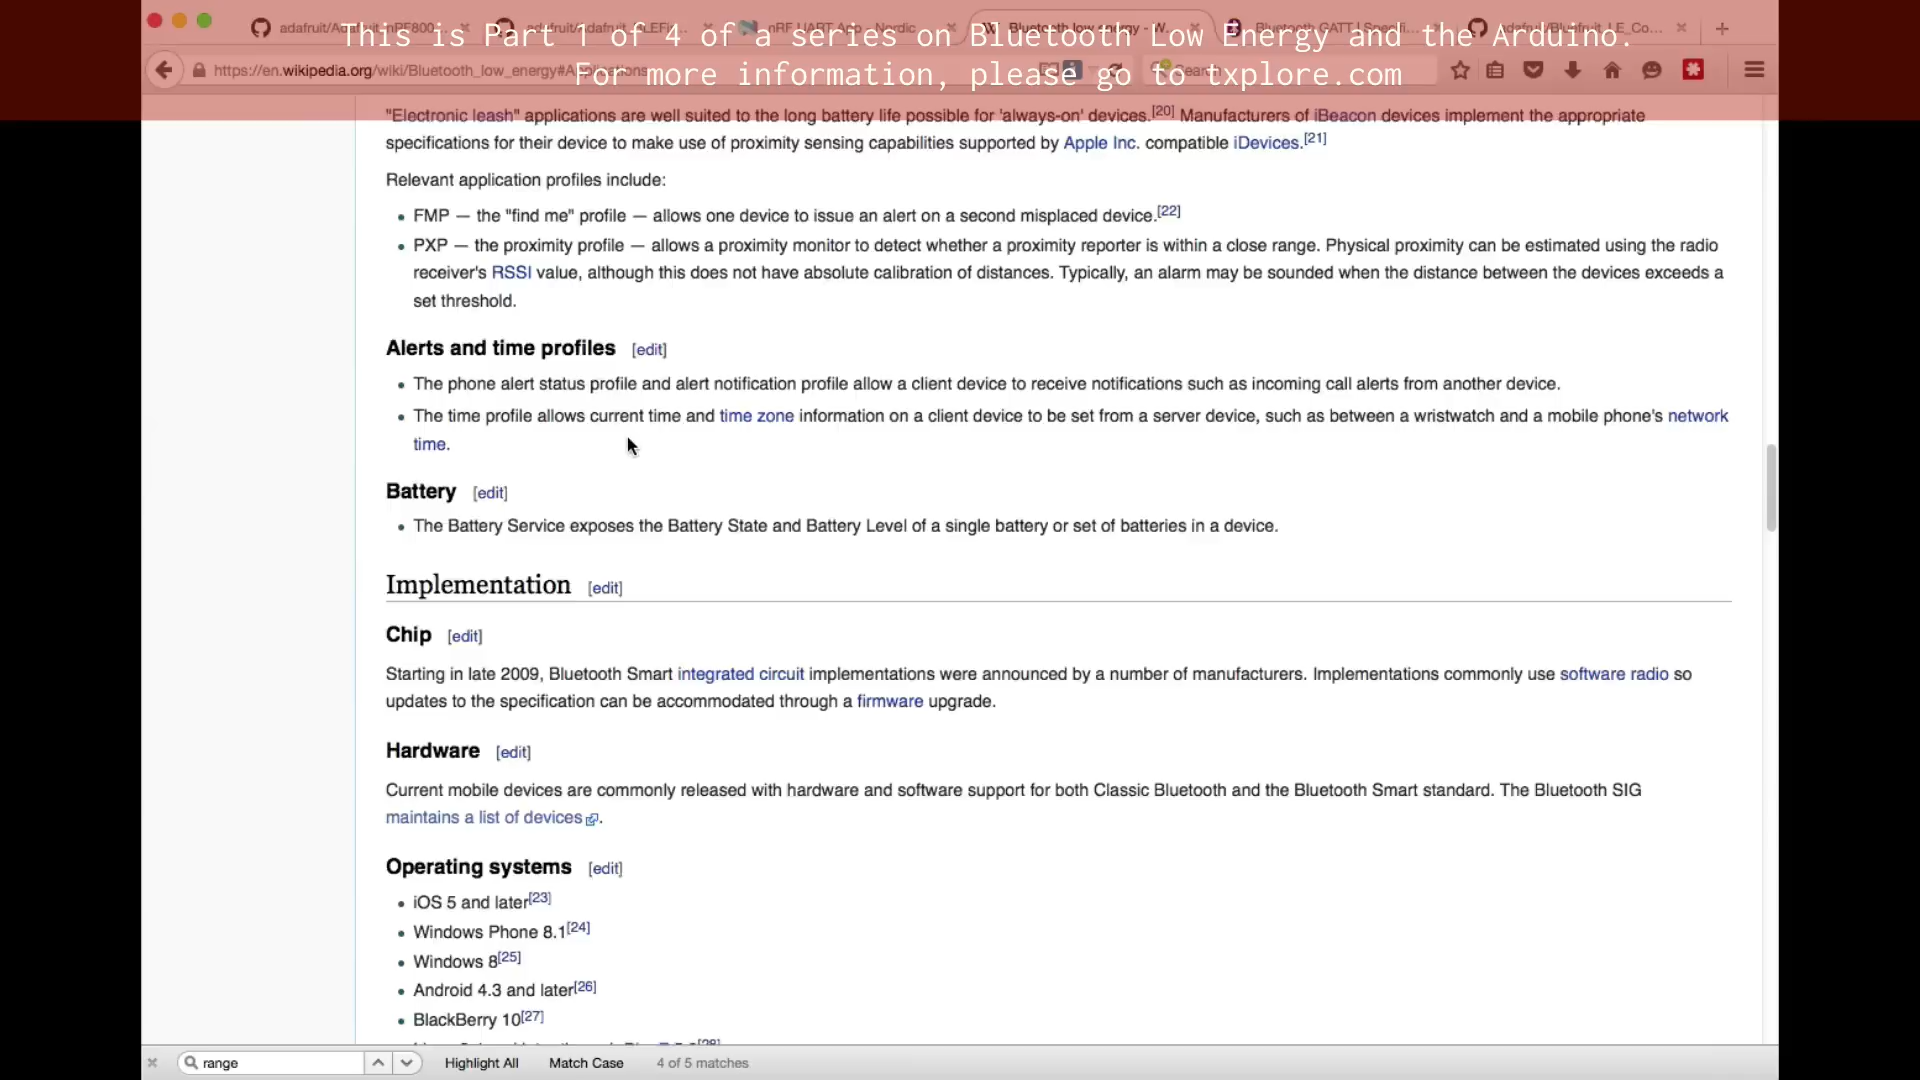 This is Part 1 of 4 of a series on Bluetooth Low Energy and the Arduino.
For more information, please go to txplore.com
nRF UART App - Nordic
Bluetooth low energy - W...
Bluetooth GATT | Specifi...
https://en.wikipedia.org/wiki/Bluetooth_low_energy#Applications
Search
"Electronic leash" applications are well suited to the long battery life possible for 'always-on' devices.[20] Manufacturers of iBeacon devices implement the appropriate
specifications for their device to make use of proximity sensing capabilities supported by Apple Inc. compatible iDevices.[21]
Relevant application profiles include:
• FMP — the "find me" profile — allows one device to issue an alert on a second misplaced device.[22]
• PXP — the proximity profile — allows a proximity monitor to detect whether a proximity reporter is within a close range. Physical proximity can be estimated using the radio
receiver's RSSI value, although this does not have absolute calibration of distances. Typically, an alarm may be sounded when the distance between the devices exceeds a
set threshold.
Alerts and time profiles [edit]
• The phone alert status profile and alert notification profile allow a client device to receive notifications such as incoming call alerts from another device.
• The time profile allows current time and time zone information on a client device to be set from a server device, such as between a wristwatch and a mobile phone's network
time.
Battery [edit]
• The Battery Service exposes the Battery State and Battery Level of a single battery or set of batteries in a device.
Implementation [edit]
Chip [edit]
Starting in late 2009, Bluetooth Smart integrated circuit implementations were announced by a number of manufacturers. Implementations commonly use software radio so
updates to the specification can be accommodated through a firmware upgrade.
Hardware [edit]
Current mobile devices are commonly released with hardware and software support for both Classic Bluetooth and the Bluetooth Smart standard. The Bluetooth SIG
maintains a list of devices.
Operating systems [edit]
• iOS 5 and later[23]
• Windows Phone 8.1[24]
• Windows 8[25]
• Android 4.3 and later[26]
• BlackBerry 10[27]
range
Highlight All
Match Case
4 of 5 matches